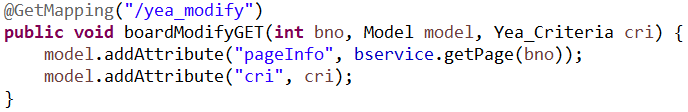 @GetMapping("/yea_modify")
public void boardModifyGET(int bno, Model model, Yea_Criteria cri) {
    model.addAttribute("pageInfo", bservice.getPage(bno));
    model.addAttribute("cri", cri);
}